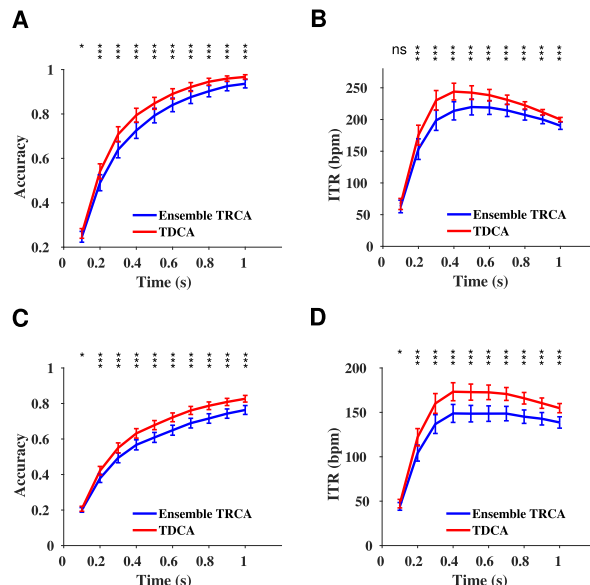 A
B
* *** *** *** *** *** *** *** *** ***
ns *** *** *** *** *** *** *** *** ***
1
0.8
0.6
0.4
0.2
Accuracy
Ensemble TRCA
TDCA
0 0.2 0.4 0.6 0.8 1
Time (s)
250
200
150
100
50
0
ITR (bpm)
Ensemble TRCA
TDCA
0 0.2 0.4 0.6 0.8 1
Time (s)
C
D
* *** *** *** *** *** *** *** *** ***
* *** *** *** *** *** *** *** *** ***
1
0.8
0.6
0.4
0.2
0
Accuracy
Ensemble TRCA
TDCA
0 0.2 0.4 0.6 0.8 1
Time (s)
200
150
100
50
0
ITR (bpm)
Ensemble TRCA
TDCA
0 0.2 0.4 0.6 0.8 1
Time (s)